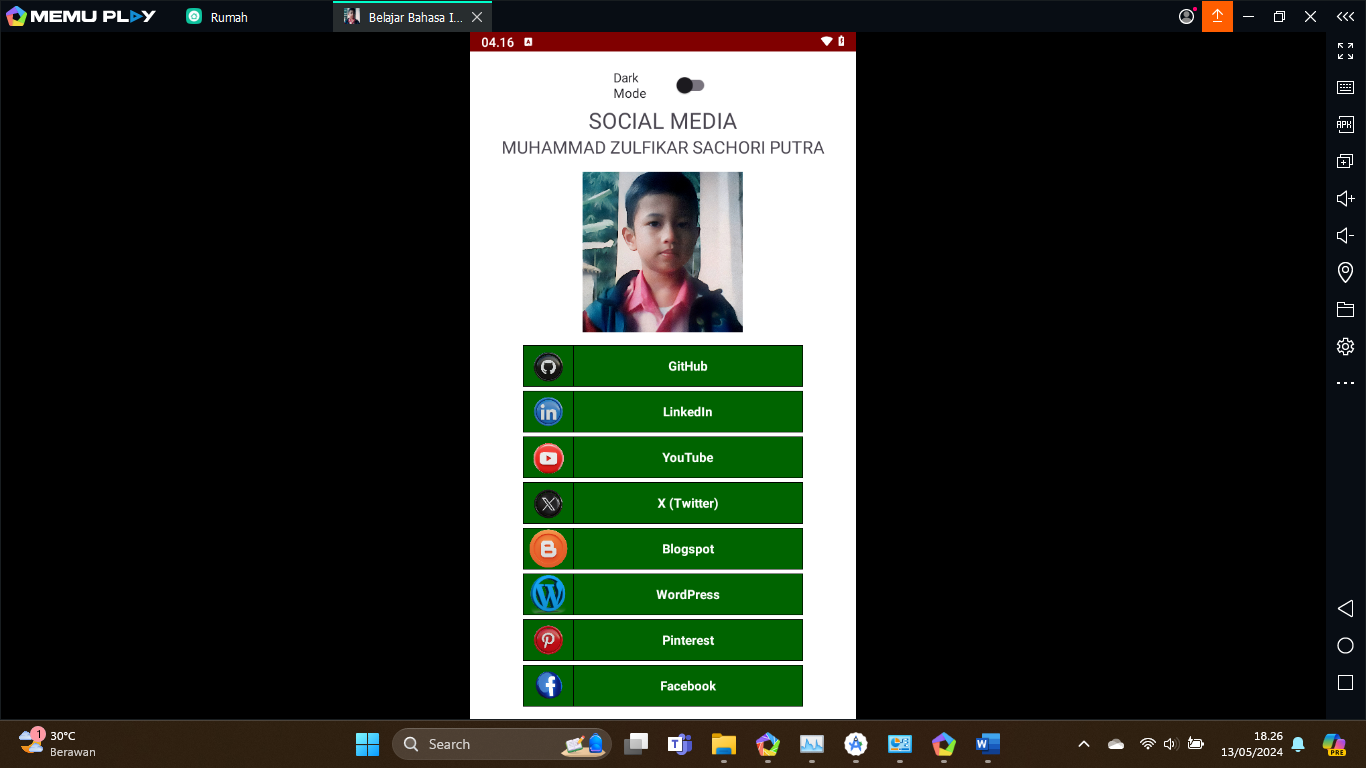 MEMU PLAY
Rumah
Belajar Bahasa I...
04.16
Dark
Mode
SOCIAL MEDIA
MUHAMMAD ZULFIKAR SACHORI PUTRA
GitHub
LinkedIn
YouTube
X (Twitter)
Blogspot
WordPress
Pinterest
Facebook
APK
1
30°C
Berawan
Search
18.26
13/05/2024
PRE